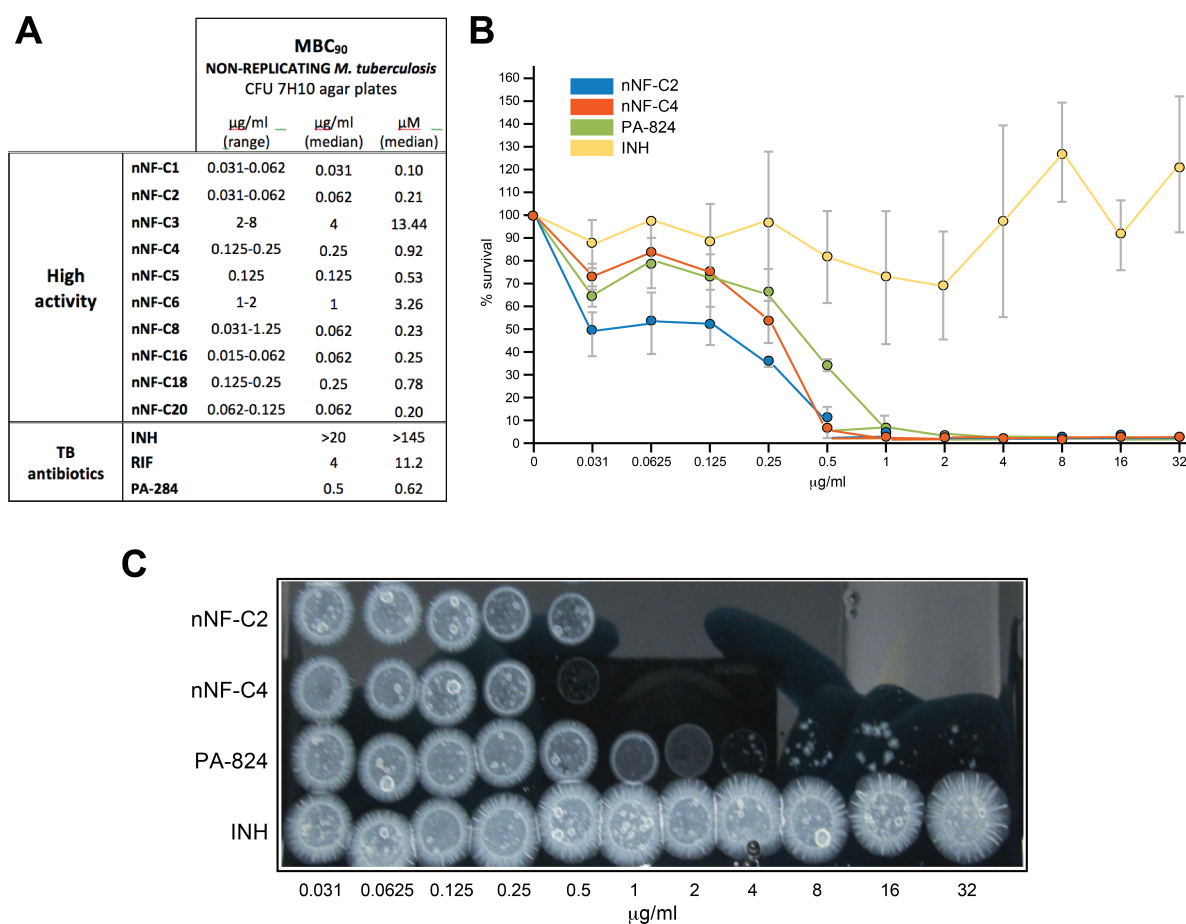 A
MBC90
NON-REPLICATING M. tuberculosis
CFU 7H10 agar plates
µg/ml µg/ml µM
(range) (median) (median)
High activity
nNF-C1 0.031-0.062 0.031 0.10
nNF-C2 0.031-0.062 0.062 0.21
nNF-C3 2-8 4 13.44
nNF-C4 0.125-0.25 0.25 0.92
nNF-C5 0.125 0.125 0.53
nNF-C6 1-2 1 3.26
nNF-C8 0.031-1.25 0.062 0.23
nNF-C16 0.015-0.062 0.062 0.25
nNF-C18 0.125-0.25 0.25 0.78
nNF-C20 0.062-0.125 0.062 0.20
TB antibiotics
INH >20 >145
RIF 4 11.2
PA-284 0.5 0.62
B
nNF-C2
nNF-C4
PA-824
INH
% survival
160
150
140
130
120
110
100
90
80
70
60
50
40
30
20
10
0
0 0.031 0.0625 0.125 0.25 0.5 1 2 4 8 16 32
µg/ml
C
nNF-C2
nNF-C4
PA-824
INH
0.031 0.0625 0.125 0.25 0.5 1 2 4 8 16 32
µg/ml